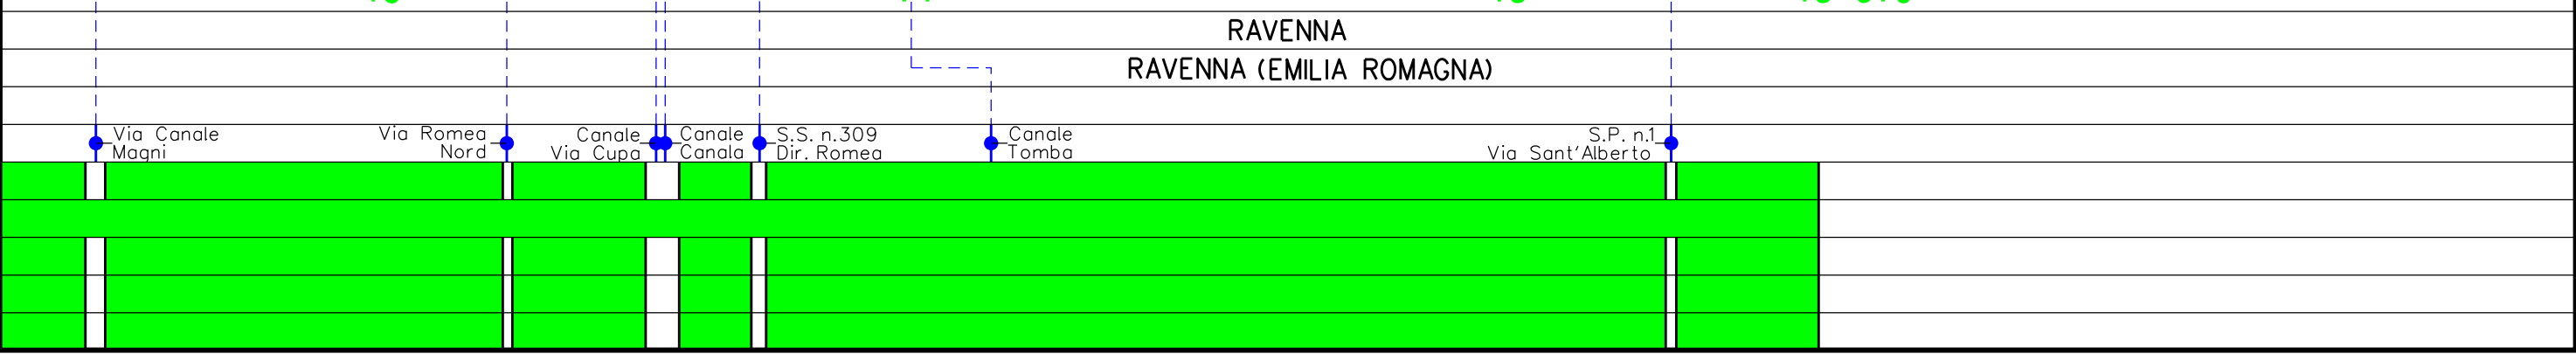 RAVENNA
RAVENNA (EMILIA ROMAGNA)
Via Canale
Magni
Via Romea
Nord
Canale
Via Cupa
Canale
Canala
S.S. n.309
Dir. Romea
Canale
Tomba
S.P. n.1
Via Sant'Alberto